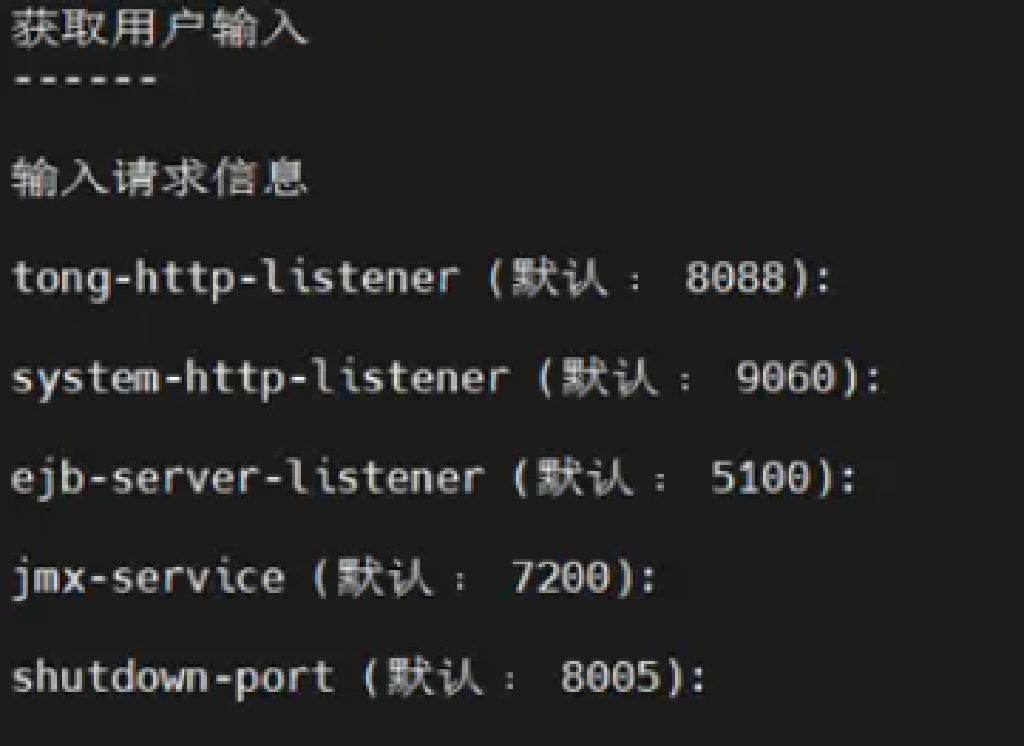 获取用户输入
------
输入请求信息
tong-http-listener (默认： 8088):
system-http-listener (默认： 9060):
ejb-server-listener (默认： 5100):
jmx-service (默认： 7200):
shutdown-port (默认： 8005):